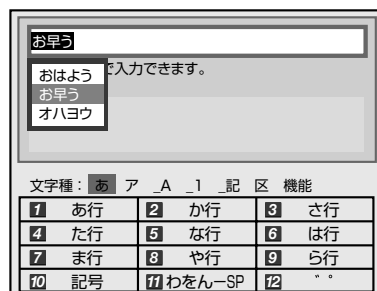 お早う
で入力できます。
おはよう
お早う
オハヨウ
文字種： あ ア _A _1 _記 区 機能
1 あ行 2 か行 3 さ行
4 た行 5 な行 6 は行
7 ま行 8 や行 9 ら行
10 記号 11 わをんーSP 12 ゛゜